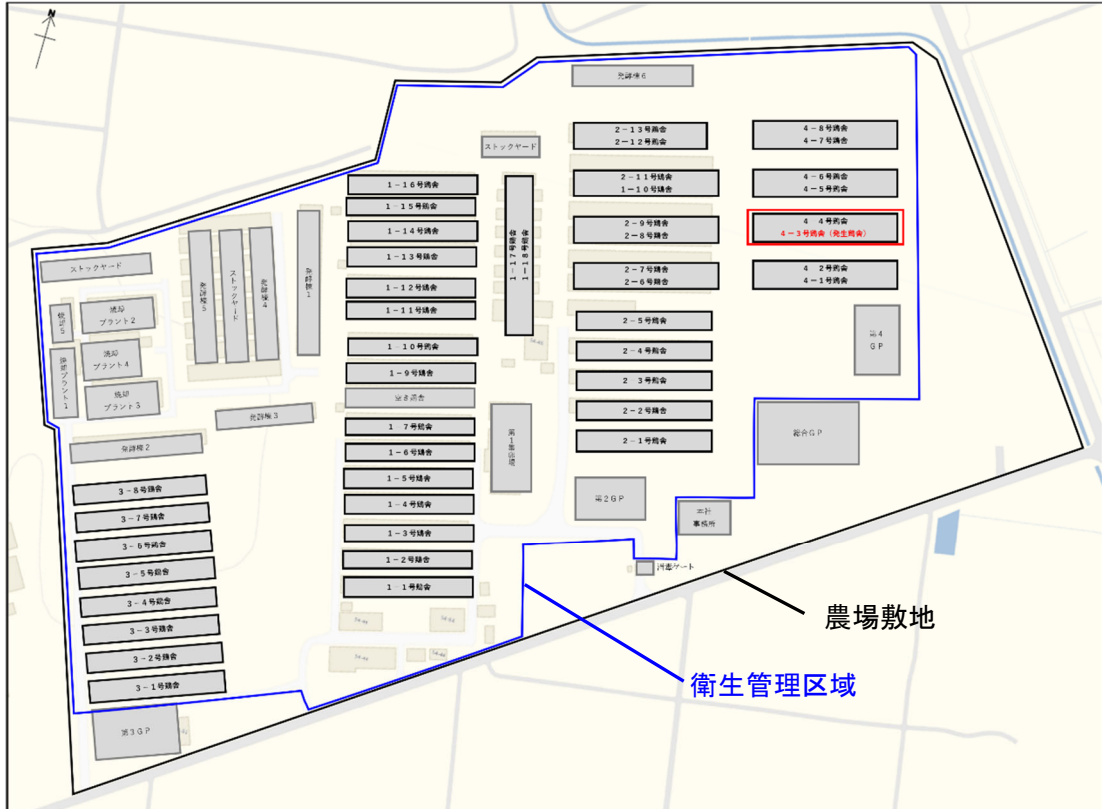 N
発酵棟6
ストックヤード
2-13号鶏舎
2-12号鶏舎
4-8号鶏舎
4-7号鶏舎
2-11号鶏舎
1-10号鶏舎
4-6号鶏舎
4-5号鶏舎
2-9号鶏舎
2-8号鶏舎
4 4号鶏舎
4-3号鶏舎(発生鶏舎)
2-7号鶏舎
2-6号鶏舎
4 2号鶏舎
4-1号鶏舎
2-5号鶏舎
2-4号鶏舎
2 3号鶏舎
2-2号鶏舎
2-1号鶏舎
第4
GP
総合GP
第2GP
本社
事務所
消毒ゲート
1-17号鶏舎
1-18号鶏舎
1-16号鶏舎
1-15号鶏舎
1-14号鶏舎
1-13号鶏舎
1-12号鶏舎
1-11号鶏舎
1-10号鶏舎
1-9号鶏舎
1 7号鶏舎
1-6号鶏舎
1-5号鶏舎
1-4号鶏舎
1-3号鶏舎
1-2号鶏舎
1-1号鶏舎
発酵棟1
発酵棟5
ストックヤード
発酵棟4
ストックヤード
焼却5
焼却
プラント2
焼却
プラント4
焼却
プラント3
焼却プラント1
発酵棟3
発酵棟2
3-8号鶏舎
3-7号鶏舎
3-6号鶏舎
3-5号鶏舎
3-4号鶏舎
3-3号鶏舎
3-2号鶏舎
3-1号鶏舎
第3GP
農場敷地
衛生管理区域